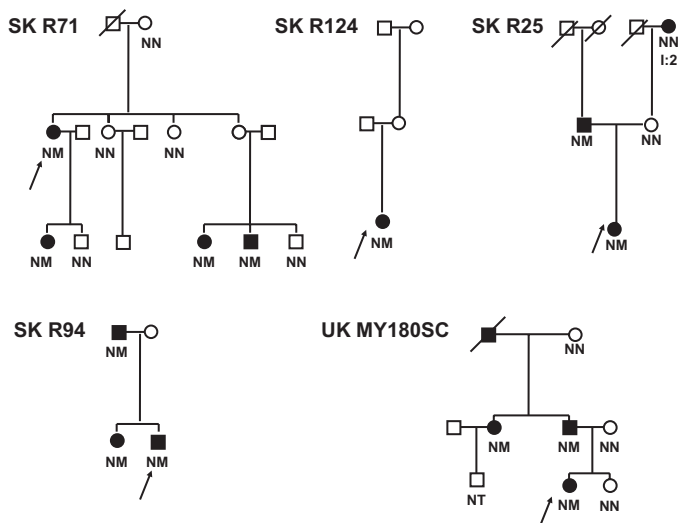 SK R71
NN
NM NN NN
NM NN NM NM NN
SK R124
NM
SK R25
NN
I:2
NM NN
NM
SK R94
NM
NM NM
UK MY180SC
NN
NM NM NN
NT NM NN